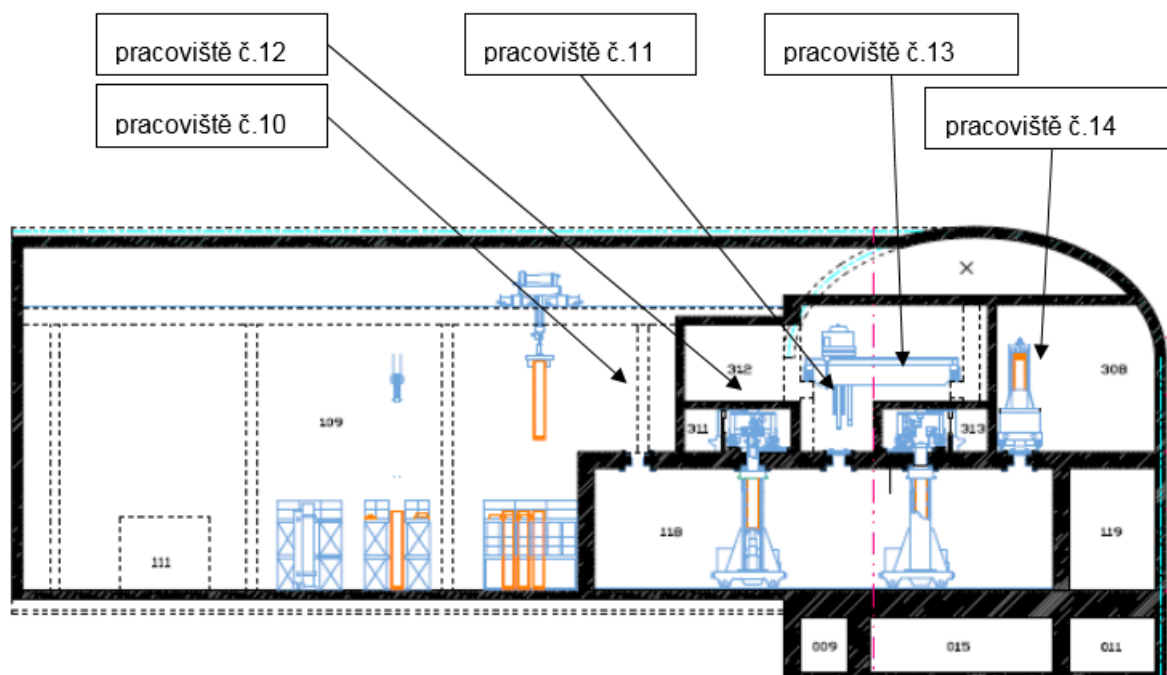 pracoviště č.12
pracoviště č.11
pracoviště č.13
pracoviště č.10
pracoviště č.14
312
308
109
311
313
118
119
111
009
015
011